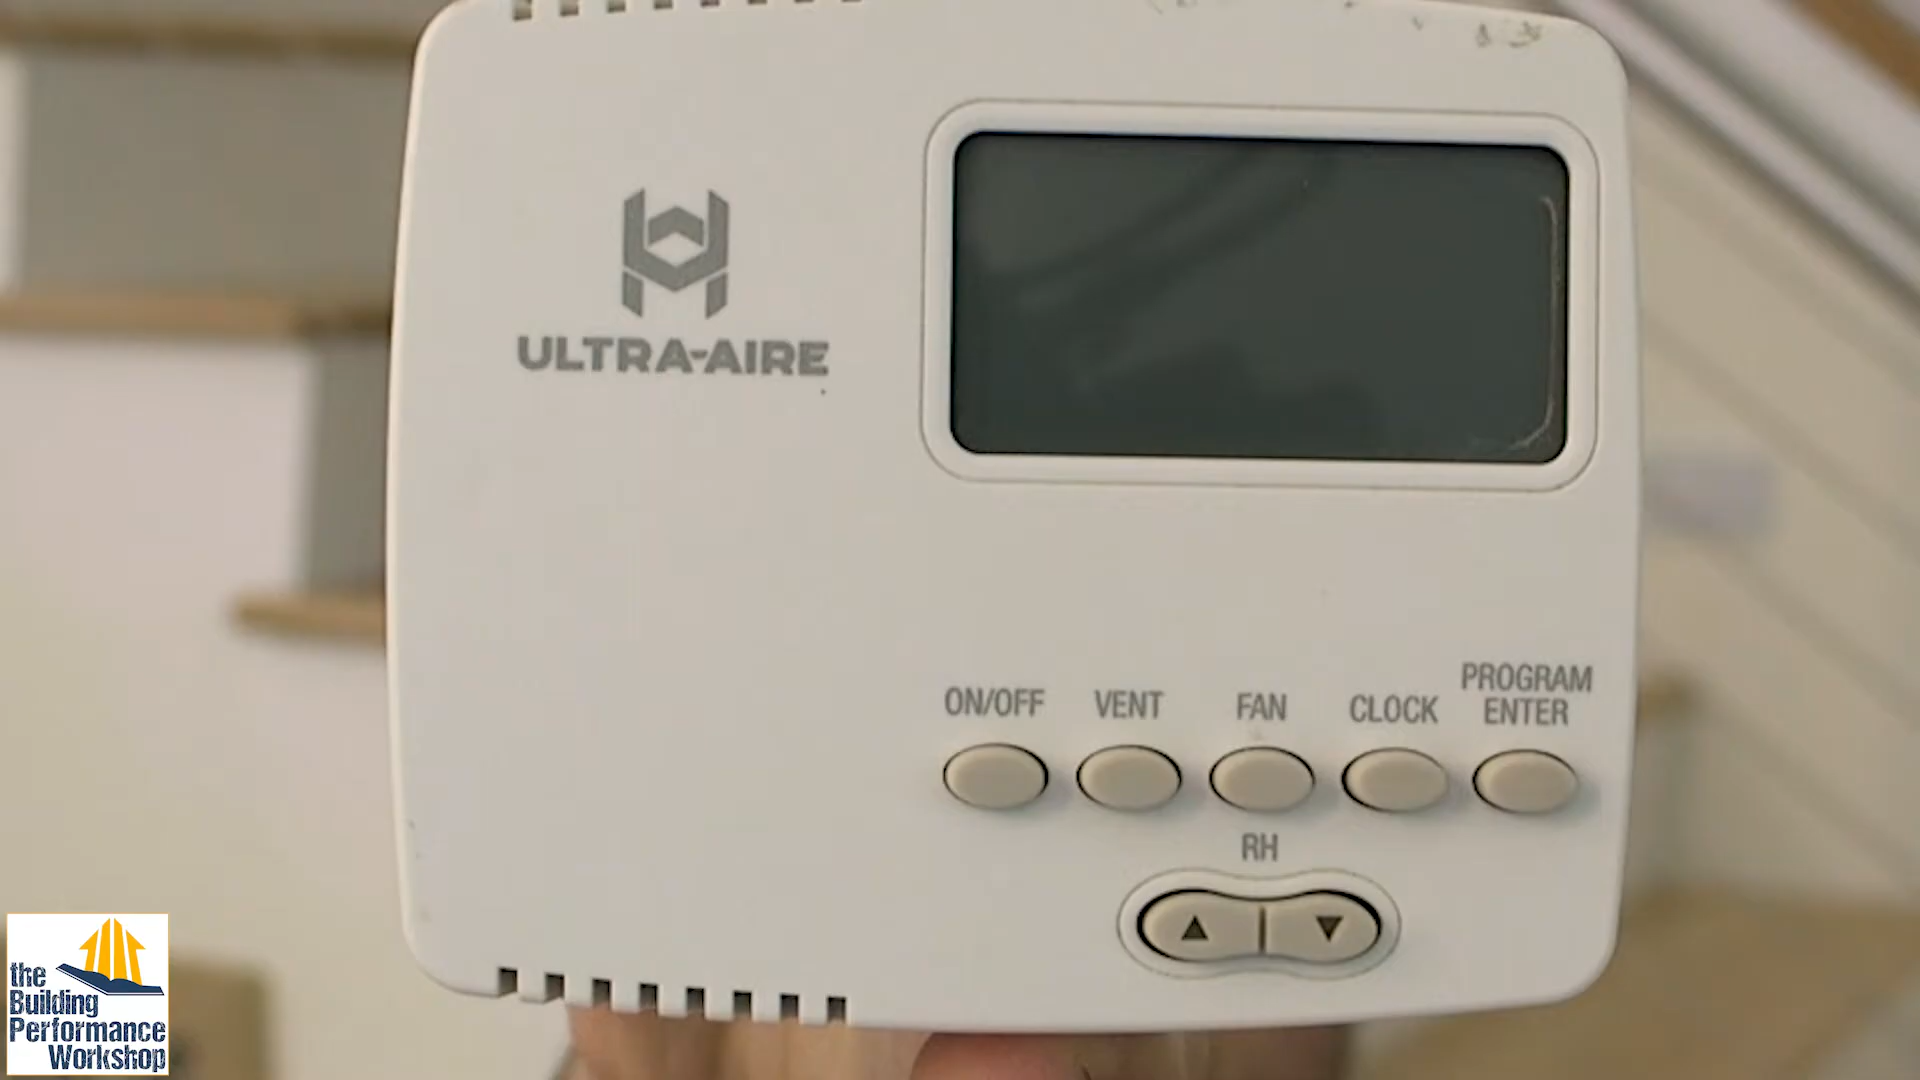 ULTRA-AIRE
ON/OFF VENT FAN CLOCK PROGRAM ENTER
RH
the
Building
Performance
Workshop